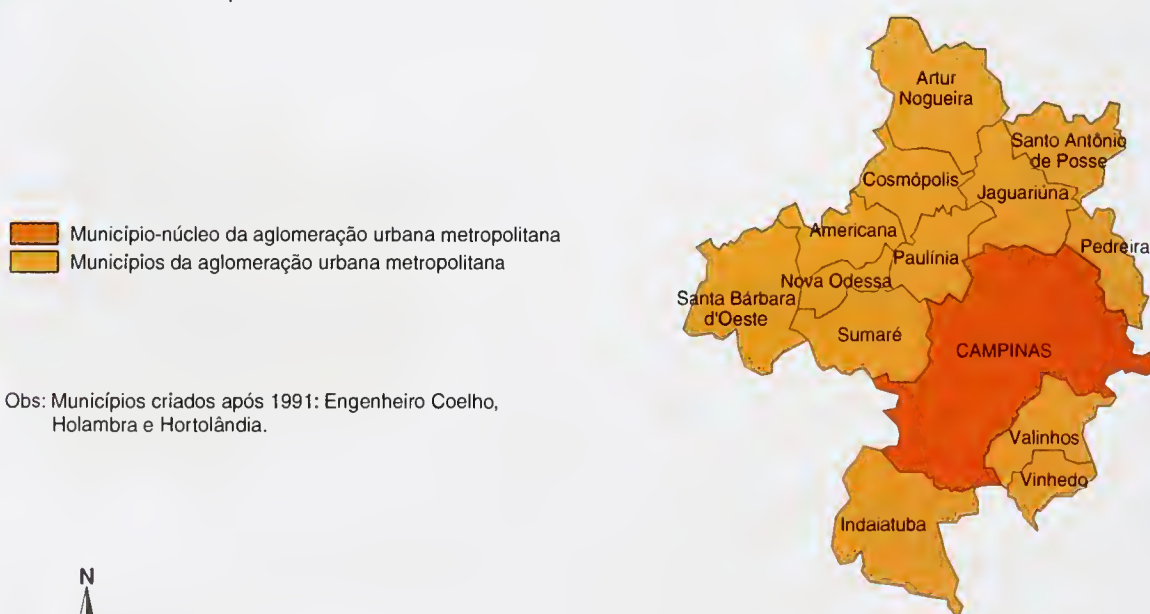 Artur
Nogueira
Santo Antônio
de Posse
Cosmópolis
Jaguariúna
Município-núcleo da aglomeração urbana metropolitana
Municípios da aglomeração urbana metropolitana
Americana
Paulínia
Pedreira
Nova Odessa
Santa Bárbara
d'Oeste
Sumaré
CAMPINAS
Obs: Municípios criados após 1991: Engenheiro Coelho,
Holambra e Hortolândia.
Valinhos
Vinhedo
Indaiatuba
N